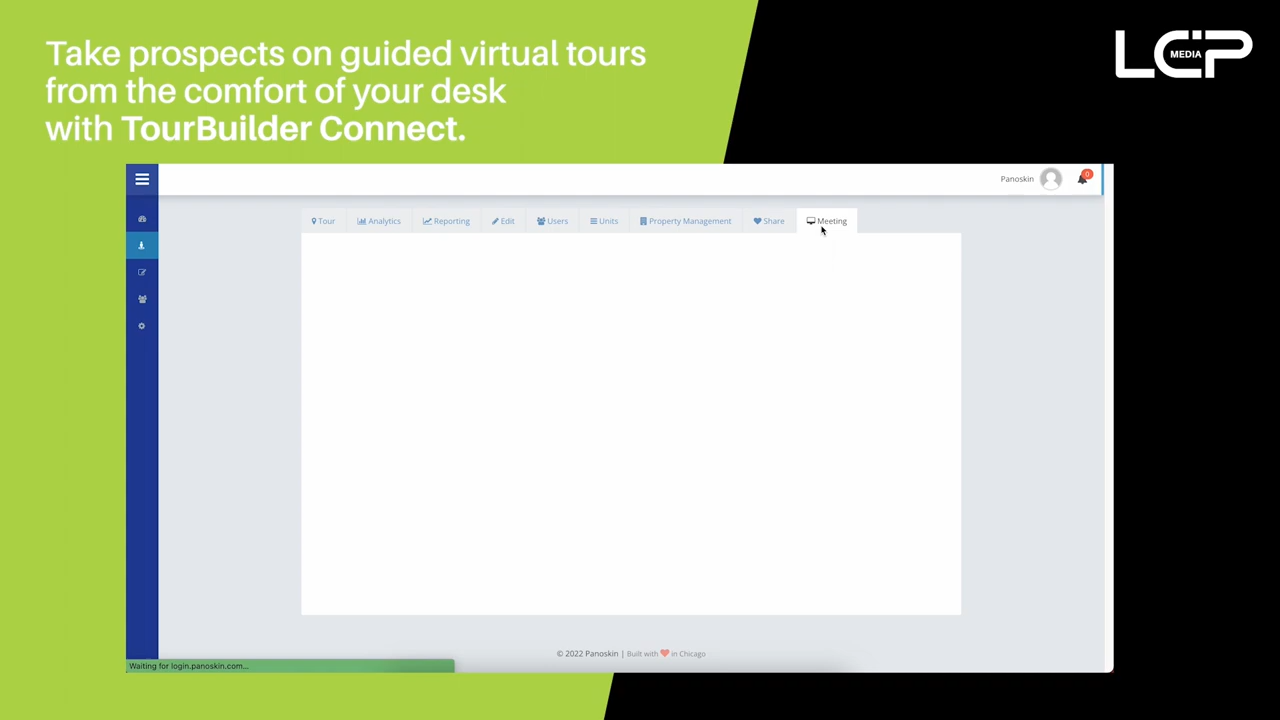 Take prospects on guided virtual tours
from the comfort of your desk
with TourBuilder Connect.
LCP
MEDIA
Panoskin
0
Tour Analytics Reporting Edit Users Units Property Management Share Meeting
© 2022 Panoskin | Built with in Chicago
Waiting for login.panoskin.com...